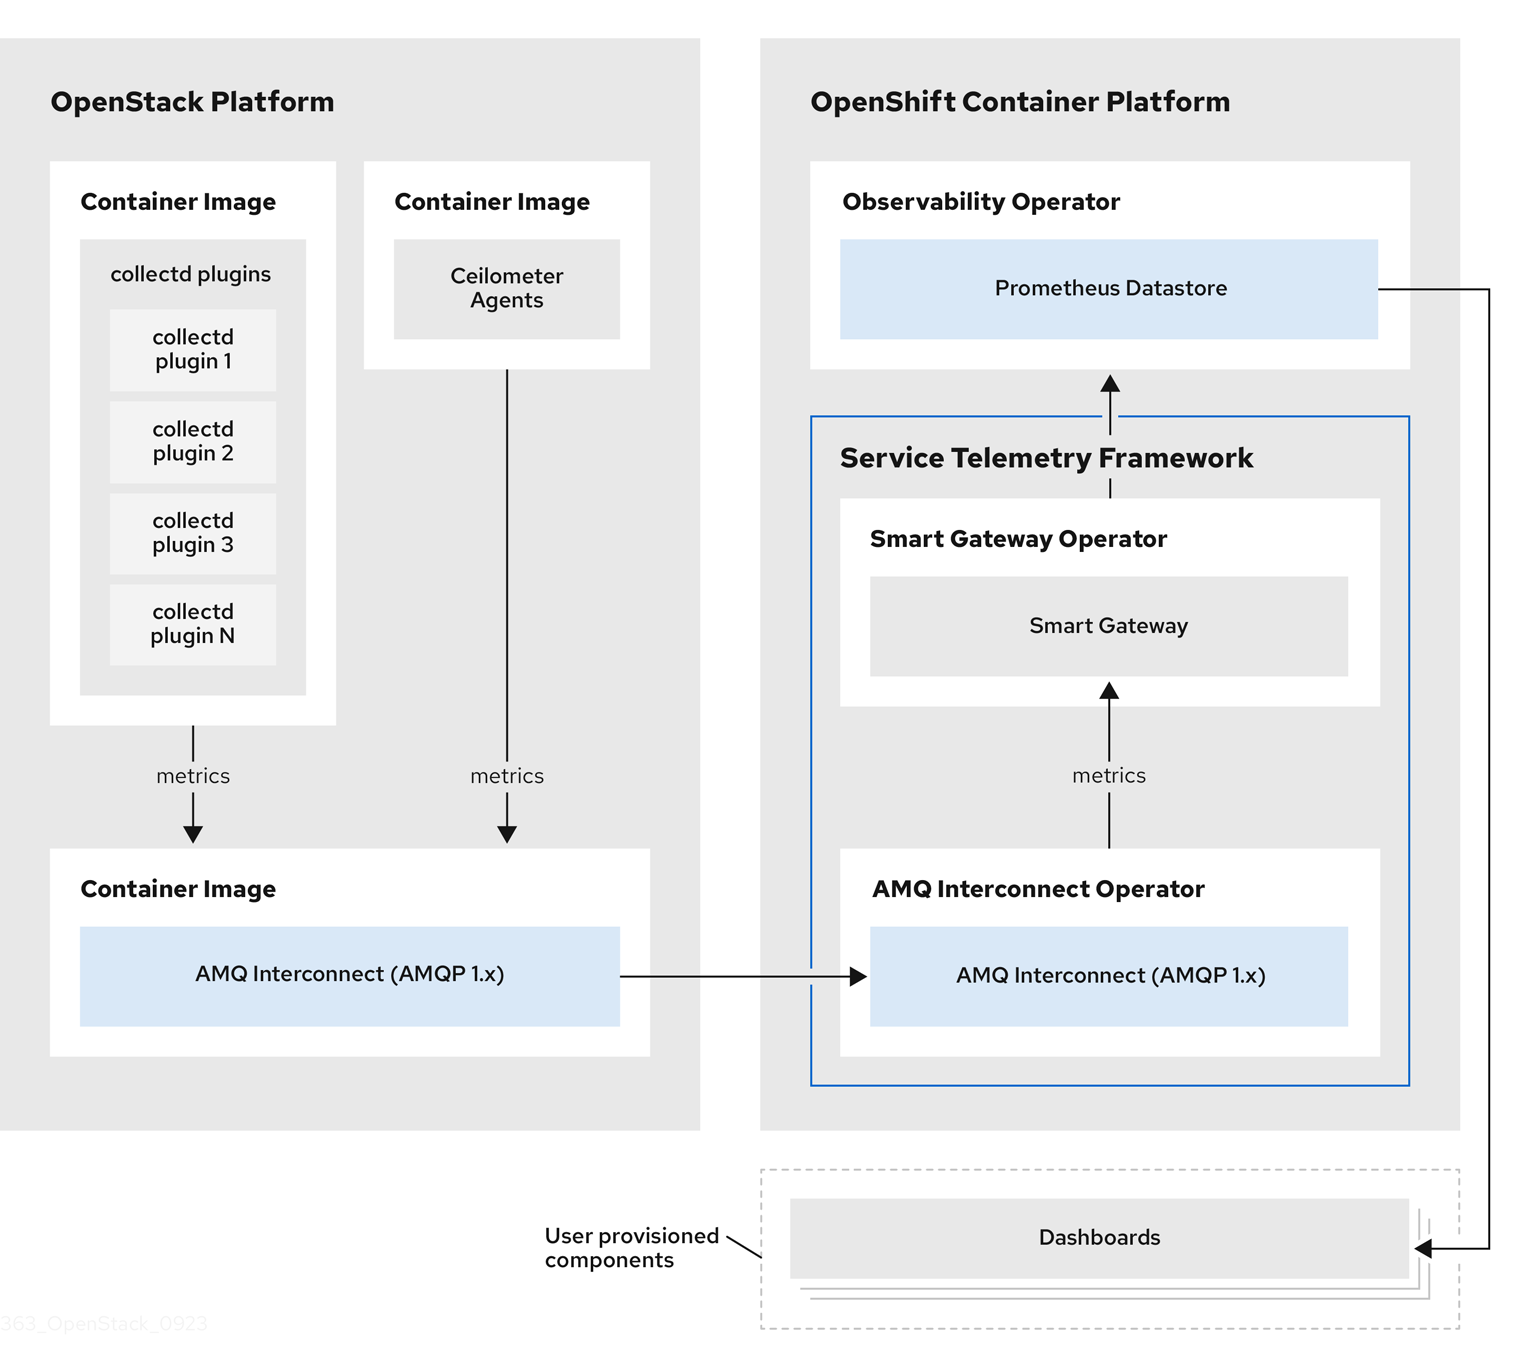 OpenStack Platform
Container Image
collectd plugins
collectd
plugin 1
collectd
plugin 2
collectd
plugin 3
collectd
plugin N
metrics
Container Image
Ceilometer
Agents
metrics
Container Image
AMQ Interconnect (AMQP 1.x)
OpenShift Container Platform
Observability Operator
Prometheus Datastore
Service Telemetry Framework
Smart Gateway Operator
Smart Gateway
metrics
AMQ Interconnect Operator
AMQ Interconnect (AMQP 1.x)
User provisioned
components
Dashboards
363_OpenStack_0923